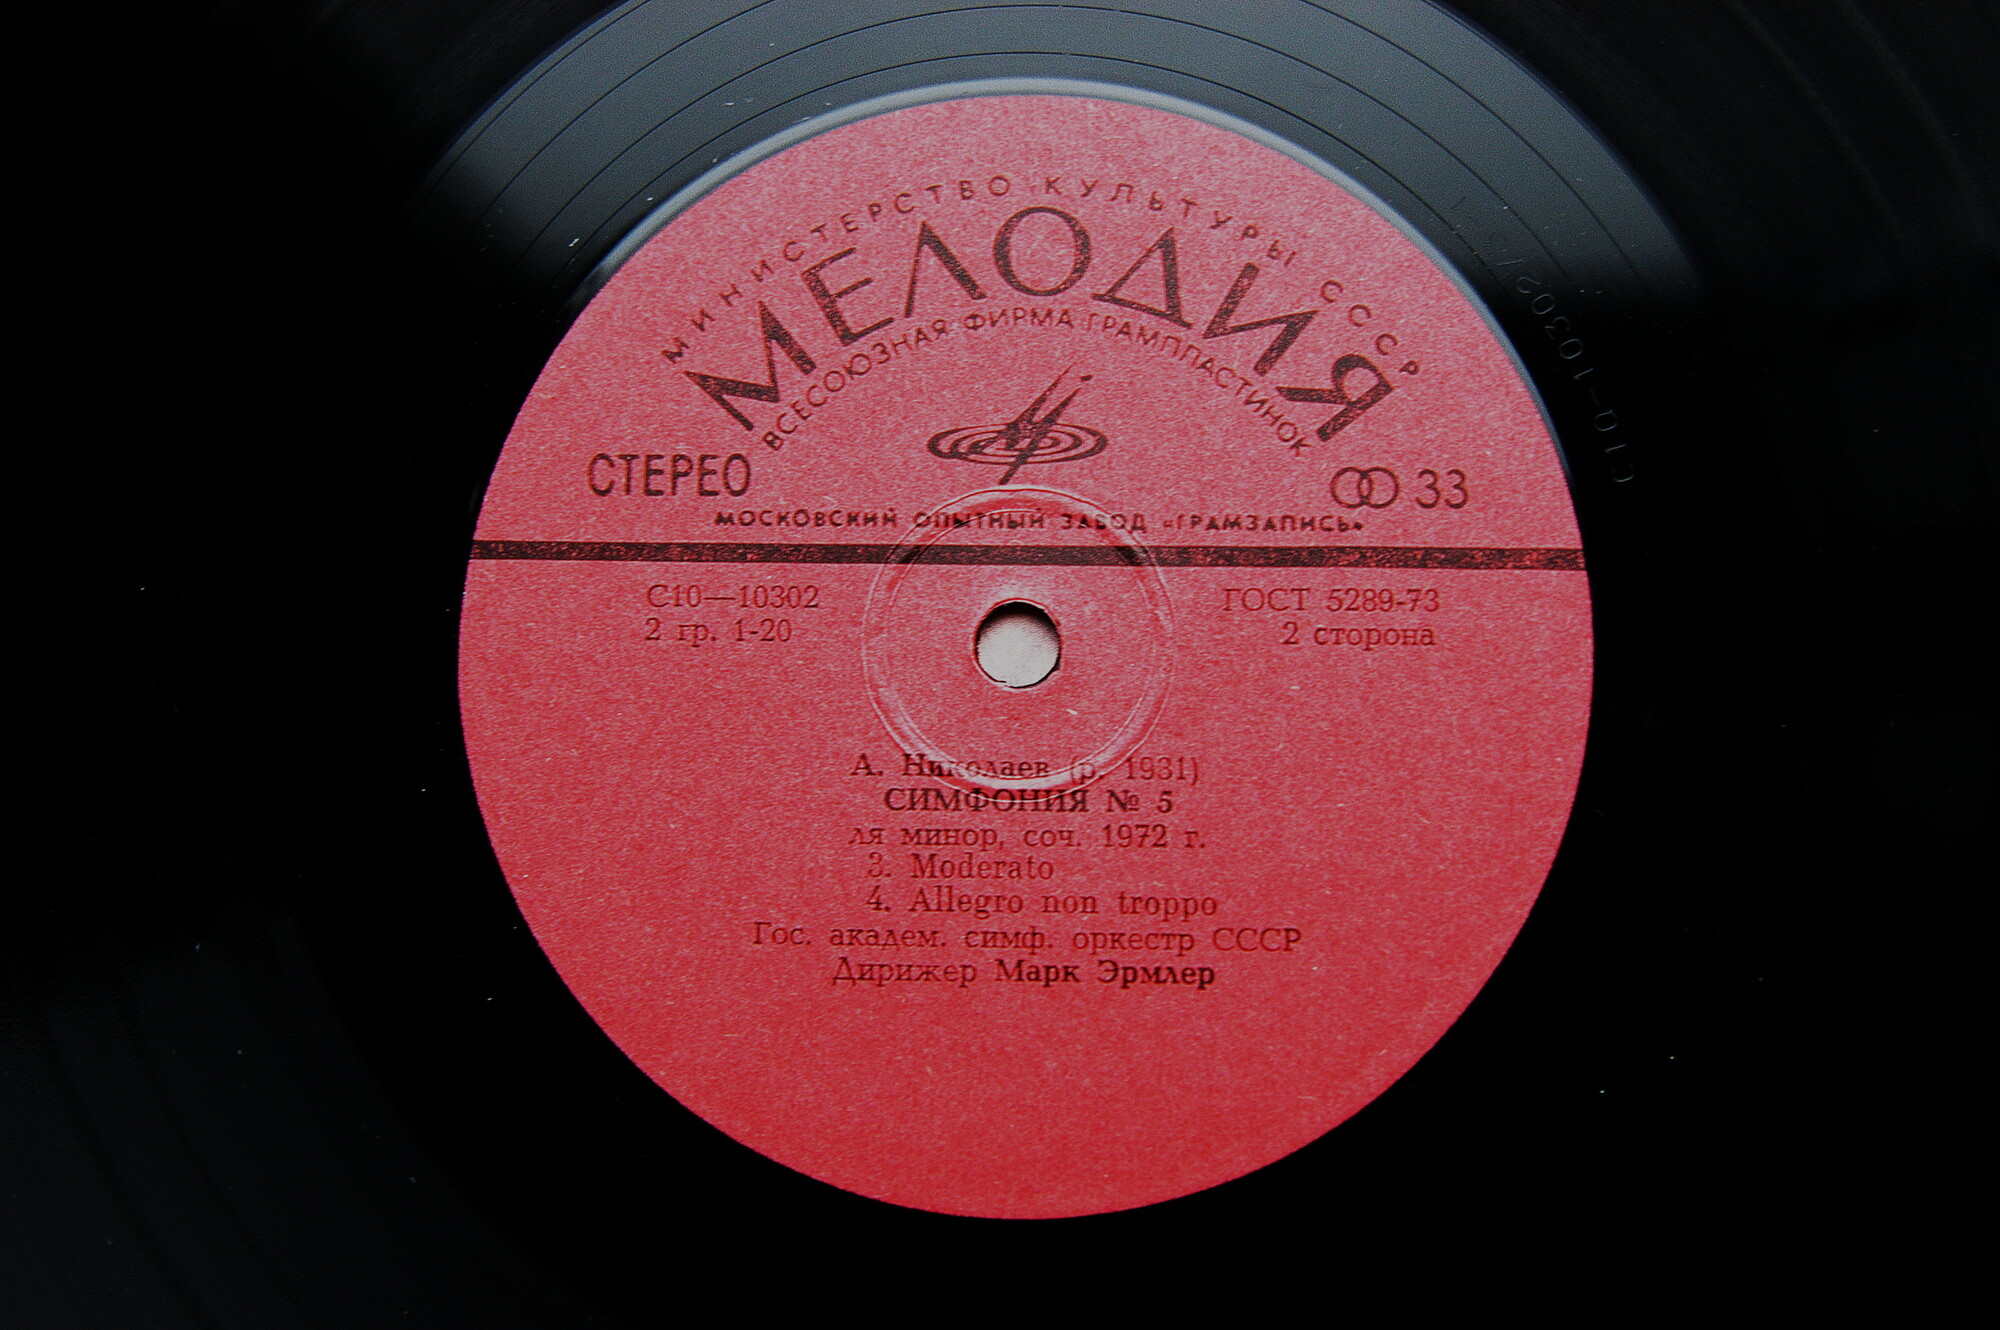 МИНИСТЕРСТВО КУЛЬТУРЫ СССР
МЕЛОДИЯ
ВСЕСОЮЗНАЯ ФИРМА ГРАМПЛАСТИНОК
СТЕРЕО
33
МОСКОВСКИЙ ОПЫТНЫЙ ЗАВОД «ГРАМЗАПИСЬ»
С10—10302
2 гр. 1-20
ГОСТ 5289-73
2 сторона
А. Николаев (р. 1931)
СИМФОНИЯ № 5
ля минор, соч. 1972 г.
3. Moderato
4. Allegro non troppo
Гос. академ. симф. оркестр СССР
Дирижер Марк Эрмлер